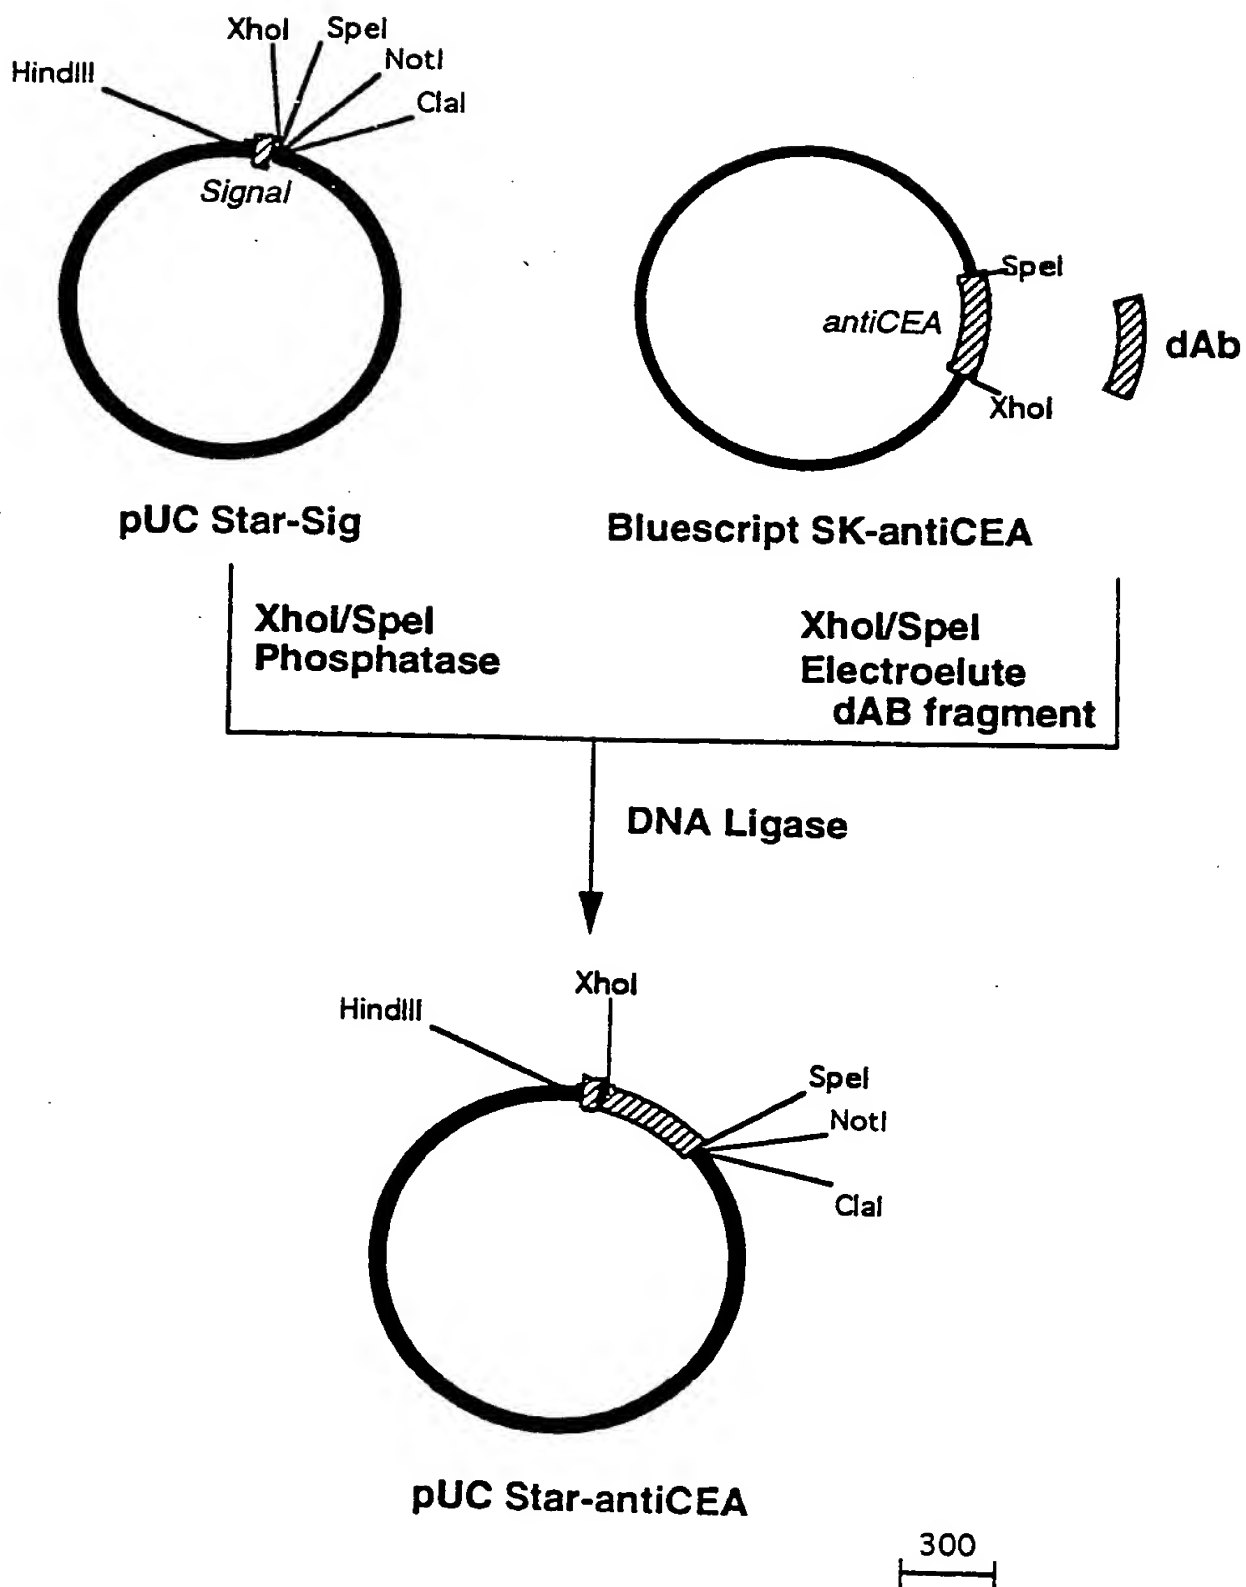 XhoI
SpeI
NotI
HindIII
ClaI
Signal
SpeI
antiCEA
dAb
XhoI
pUC Star-Sig
Bluescript SK-antiCEA
XhoI/SpeI
Phosphatase
XhoI/SpeI
Electroelute
dAB fragment
DNA Ligase
XhoI
HindIII
SpeI
NotI
ClaI
pUC Star-antiCEA
300